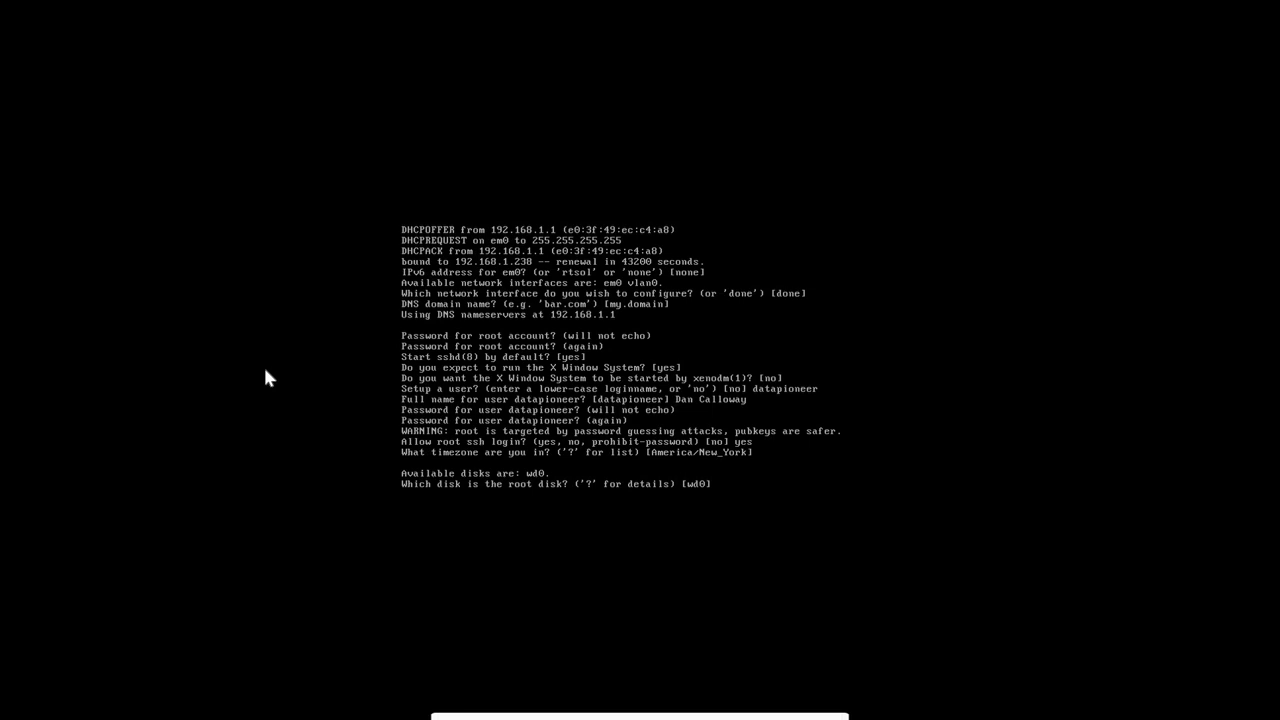 DHCPOFFER from 192.168.1.1 (e0:3f:49:ec:c4:a8)
DHCPREQUEST on em0 to 255.255.255.255
DHCPACK from 192.168.1.1 (e0:3f:49:ec:c4:a8)
bound to 192.168.1.238 -- renewal in 43200 seconds.
IPv6 address for em0? (or 'rtsol' or 'none') [none]
Available network interfaces are: em0 vlan0.
Which network interface do you wish to configure? (or 'done') [done]
DNS domain name? (e.g. 'bar.com') [my.domain]
Using DNS nameservers at 192.168.1.1
Password for root account? (will not echo)
Password for root account? (again)
Start sshd(8) by default? [yes]
Do you expect to run the X Window System? [yes]
Do you want the X Window System to be started by xenodm(1)? [no]
Setup a user? (enter a lower-case loginname, or 'no') [no] datapioneer
Full name for user datapioneer? [datapioneer] Dan Calloway
Password for user datapioneer? (will not echo)
Password for user datapioneer? (again)
WARNING: root is targeted by password guessing attacks, pubkeys are safer.
Allow root ssh login? (yes, no, prohibit-password) [no] yes
What timezone are you in? ('?' for list) [America/New_York]
Available disks are: wd0.
Which disk is the root disk? ('?' for details) [wd0]